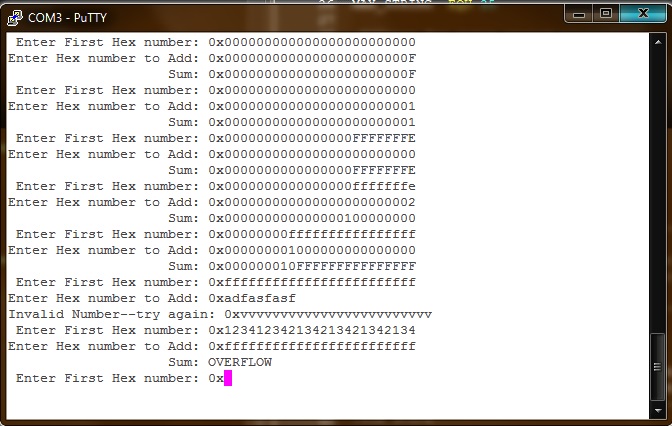 COM3 - PuTTY
Enter First Hex number: 0x000000000000000000000000
Enter Hex number to Add: 0x00000000000000000000000F
Sum: 0x00000000000000000000000F
Enter First Hex number: 0x000000000000000000000000
Enter Hex number to Add: 0x000000000000000000000001
Sum: 0x000000000000000000000001
Enter First Hex number: 0x0000000000000000FFFFFFFE
Enter Hex number to Add: 0x000000000000000000000000
Sum: 0x0000000000000000FFFFFFFE
Enter First Hex number: 0x0000000000000000fffffffe
Enter Hex number to Add: 0x000000000000000000000002
Sum: 0x000000000000000100000000
Enter First Hex number: 0x00000000ffffffffffffffff
Enter Hex number to Add: 0x000000001000000000000000
Sum: 0x000000010FFFFFFFFFFFFFFF
Enter First Hex number: 0xffffffffffffffffffffffff
Enter Hex number to Add: 0xadfasfasf
Invalid Number--try again: 0xvvvvvvvvvvvvvvvvvvvvvvvv
Enter First Hex number: 0x123412342134213421342134
Enter Hex number to Add: 0xffffffffffffffffffffffff
Sum: OVERFLOW
Enter First Hex number: 0x